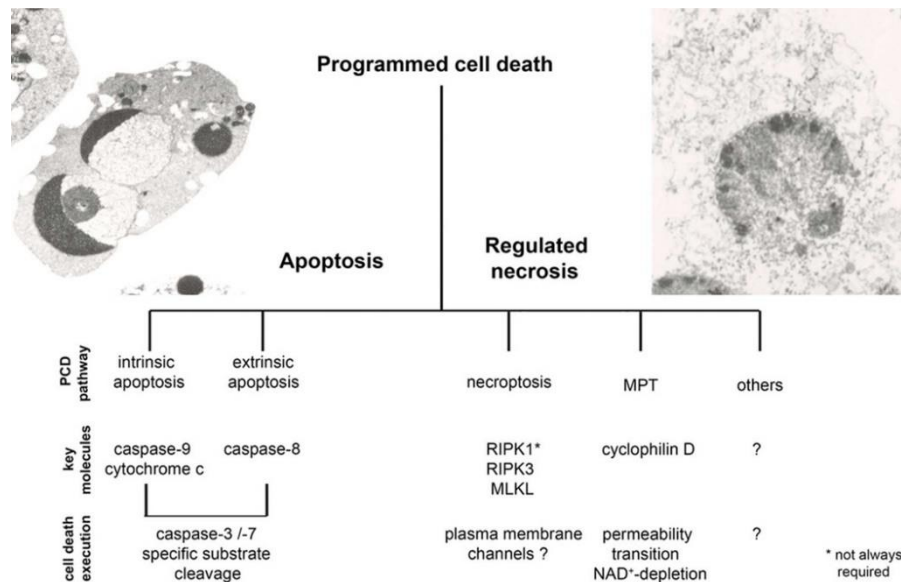 Programmed cell death
Apoptosis
Regulated
necrosis
PCD
pathway
intrinsic
apoptosis
extrinsic
apoptosis
necroptosis
MPT
others
key
molecules
caspase-9
cytochrome c
caspase-8
RIPK1*
RIPK3
MLKL
cyclophilin D
?
cell death
execution
caspase-3 /-7
specific substrate
cleavage
plasma membrane
channels ?
permeability
transition
NAD⁺-depletion
?
* not always
required